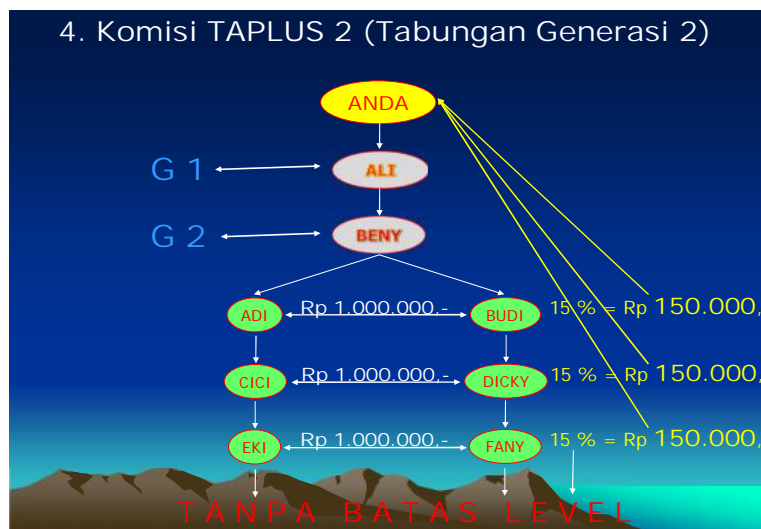 4. Komisi TAPLUS 2 (Tabungan Generasi 2)
ANDA
G 1
ALI
G 2
BENY
ADI Rp 1.000.000,- BUDI 15 % = Rp 150.000,
CICI Rp 1.000.000,- DICKY 15 % = Rp 150.000,
EKI Rp 1.000.000,- FANY 15 % = Rp 150.000,
TANPA BATAS LEVEL